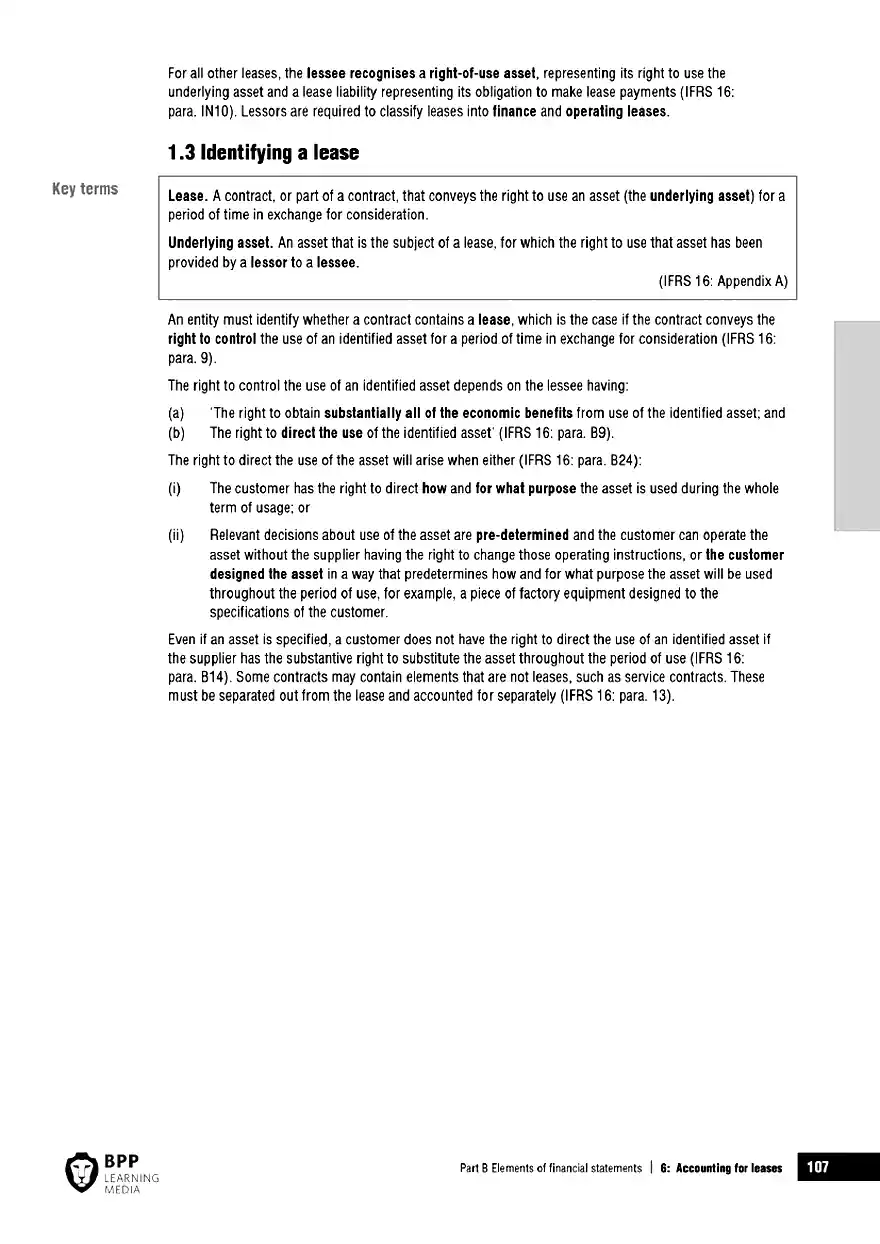 For all other leases, the lessee recognises a right-of-use asset, representing its right to use the
underlying asset and a lease liability representing its obligation to make lease payments (IFRS 16:
para. IN10). Lessors are required to classify leases into finance and operating leases.
1.3 Identifying a lease
Key terms
Lease. A contract, or part of a contract, that conveys the right to use an asset (the underlying asset) for a
period of time in exchange for consideration.
Underlying asset. An asset that is the subject of a lease, for which the right to use that asset has been
provided by a lessor to a lessee.
(IFRS 16: Appendix A)
An entity must identify whether a contract contains a lease, which is the case if the contract conveys the
right to control the use of an identified asset for a period of time in exchange for consideration (IFRS 16:
para. 9).
The right to control the use of an identified asset depends on the lessee having:
(a) 'The right to obtain substantially all of the economic benefits from use of the identified asset; and
(b) The right to direct the use of the identified asset' (IFRS 16: para. B9).
The right to direct the use of the asset will arise when either (IFRS 16: para. B24):
(i) The customer has the right to direct how and for what purpose the asset is used during the whole
term of usage; or
(ii) Relevant decisions about use of the asset are pre-determined and the customer can operate the
asset without the supplier having the right to change those operating instructions, or the customer
designed the asset in a way that predetermines how and for what purpose the asset will be used
throughout the period of use, for example, a piece of factory equipment designed to the
specifications of the customer.
Even if an asset is specified, a customer does not have the right to direct the use of an identified asset if
the supplier has the substantive right to substitute the asset throughout the period of use (IFRS 16:
para. B14). Some contracts may contain elements that are not leases, such as service contracts. These
must be separated out from the lease and accounted for separately (IFRS 16: para. 13).
BPP
LEARNING
MEDIA
Part B Elements of financial statements | 6: Accounting for leases 107